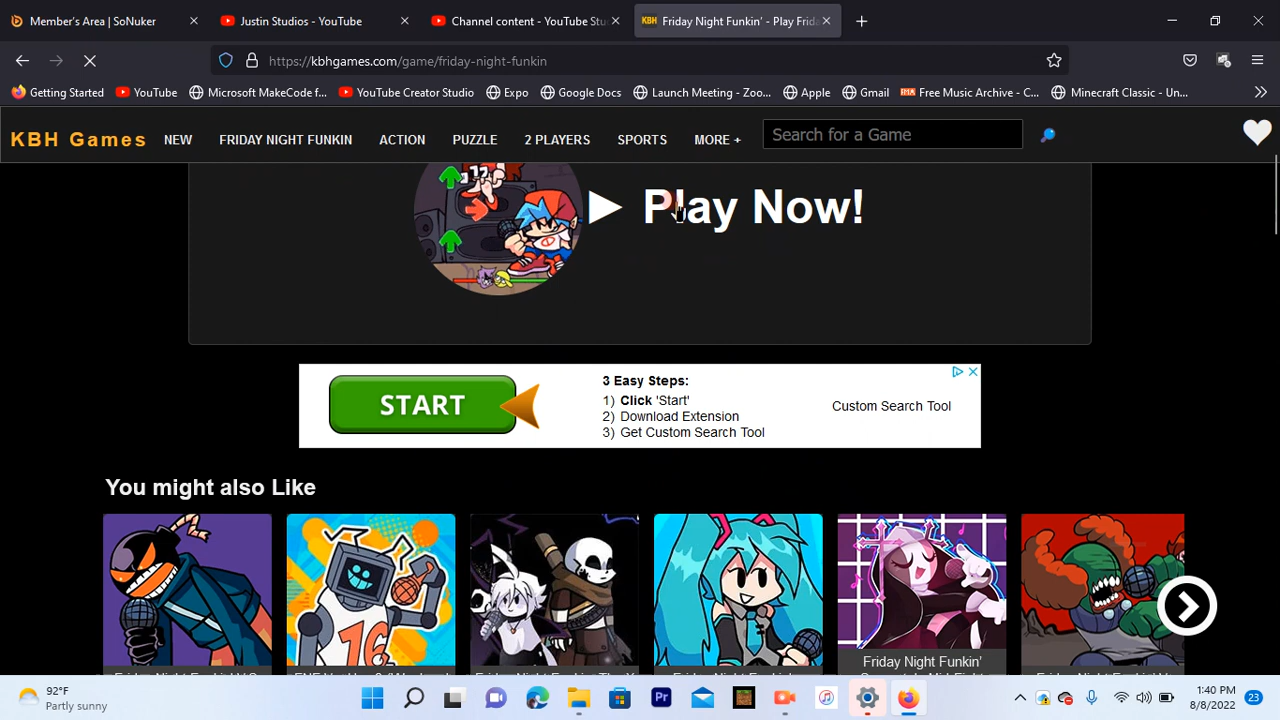 Member's Area | SoNuker
Justin Studios - YouTube
Channel content - YouTube Stu
Friday Night Funkin' - Play Frida
https://kbhgames.com/game/friday-night-funkin
Getting Started
YouTube
Microsoft MakeCode f...
YouTube Creator Studio
Expo
Google Docs
Launch Meeting - Zoo...
Apple
Gmail
Free Music Archive - C...
Minecraft Classic - Un...
KBH Games
NEW
FRIDAY NIGHT FUNKIN
ACTION
PUZZLE
2 PLAYERS
SPORTS
MORE +
Search for a Game
Play Now!
START
3 Easy Steps:
1) Click 'Start'
2) Download Extension
3) Get Custom Search Tool
Custom Search Tool
You might also Like
16
Friday Night Funkin'
92°F
Partly sunny
Pr
1:40 PM
8/8/2022
23